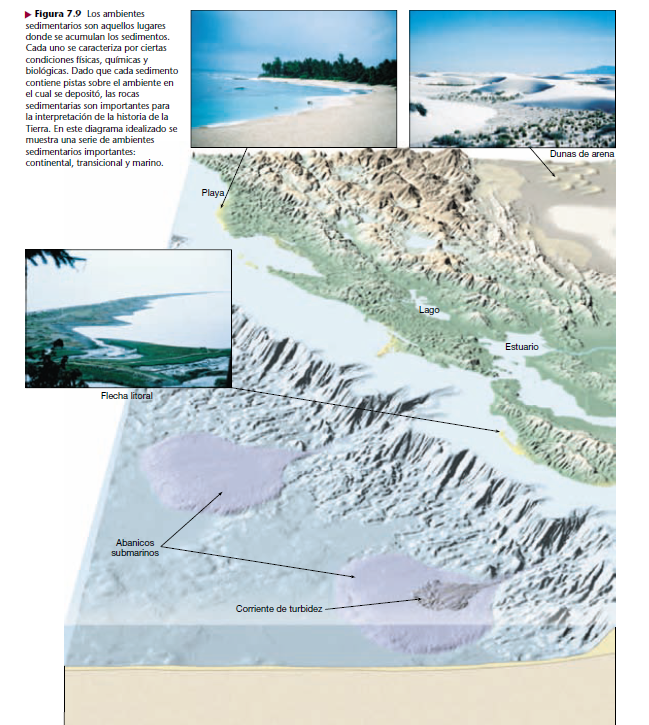 ▶ Figura 7.9 Los ambientes
sedimentarios son aquellos lugares
donde se acumulan los sedimentos.
Cada uno se caracteriza por ciertas
condiciones físicas, químicas y
biológicas. Dado que cada sedimento
contiene pistas sobre el ambiente en
el cual se depositó, las rocas
sedimentarias son importantes para
la interpretación de la historia de la
Tierra. En este diagrama idealizado se
muestra una serie de ambientes
sedimentarios importantes:
continental, transicional y marino.
Dunas de arena
Playa
Lago
Estuario
Flecha litoral
Abanicos
submarinos
Corriente de turbidez